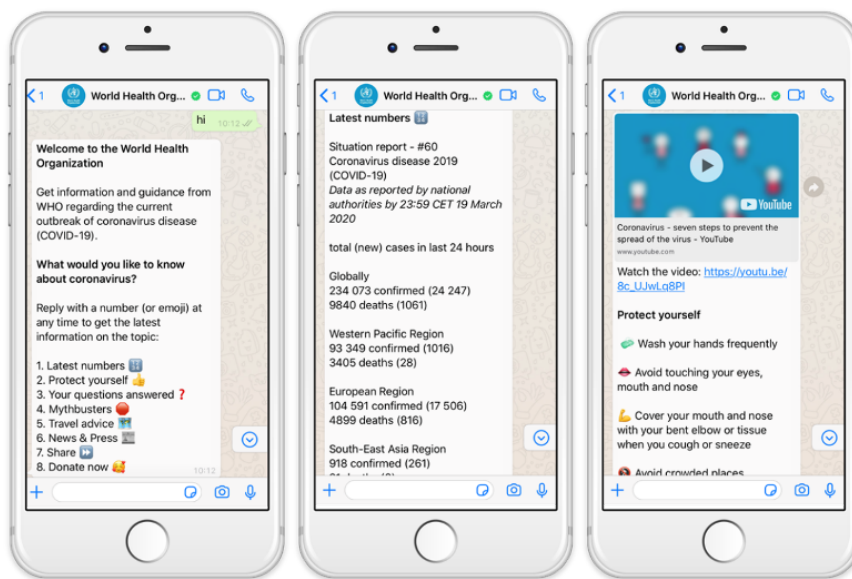 1
World Health Org...
hi
10:12
Welcome to the World Health
Organization
Get information and guidance from
WHO regarding the current
outbreak of coronavirus disease
(COVID-19).
What would you like to know
about coronavirus?
Reply with a number (or emoji) at
any time to get the latest
information on the topic:
1. Latest numbers 🔢
2. Protect yourself 👍
3. Your questions answered ❓
4. Mythbusters 🔴
5. Travel advice
6. News & Press 📰
7. Share ⏩
8. Donate now 🥰
10:12
1
World Health Org...
Latest numbers 🔢
Situation report - #60
Coronavirus disease 2019
(COVID-19)
Data as reported by national
authorities by 23:59 CET 19 March
2020
total (new) cases in last 24 hours
Globally
234 073 confirmed (24 247)
9840 deaths (1061)
Western Pacific Region
93 349 confirmed (1016)
3405 deaths (28)
European Region
104 591 confirmed (17 506)
4899 deaths (816)
South-East Asia Region
918 confirmed (261)
1
World Health Org...
YouTube
Coronavirus - seven steps to prevent the
spread of the virus - YouTube
www.youtube.com
Watch the video: https://youtu.be/
8c_UJwLq8PI
Protect yourself
Wash your hands frequently
👄 Avoid touching your eyes,
mouth and nose
💪 Cover your mouth and nose
with your bent elbow or tissue
when you cough or sneeze
Avoid crowded places